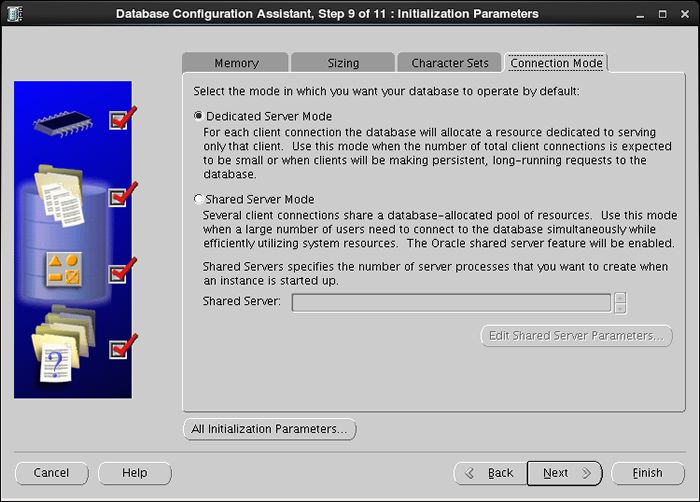 Database Configuration Assistant, Step 9 of 11 : Initialization Parameters
Memory Sizing Character Sets Connection Mode
Select the mode in which you want your database to operate by default:
Dedicated Server Mode
For each client connection the database will allocate a resource dedicated to serving
only that client.  Use this mode when the number of total client connections is expected
to be small or when clients will be making persistent, long-running requests to the
database.
Shared Server Mode
Several client connections share a database-allocated pool of resources.  Use this mode
when a large number of users need to connect to the database simultaneously while
efficiently utilizing system resources.  The Oracle shared server feature will be enabled.
Shared Servers specifies the number of server processes that you want to create when
an instance is started up.
Shared Server:
Edit Shared Server Parameters...
?
All Initialization Parameters...
Cancel Help Back Next Finish